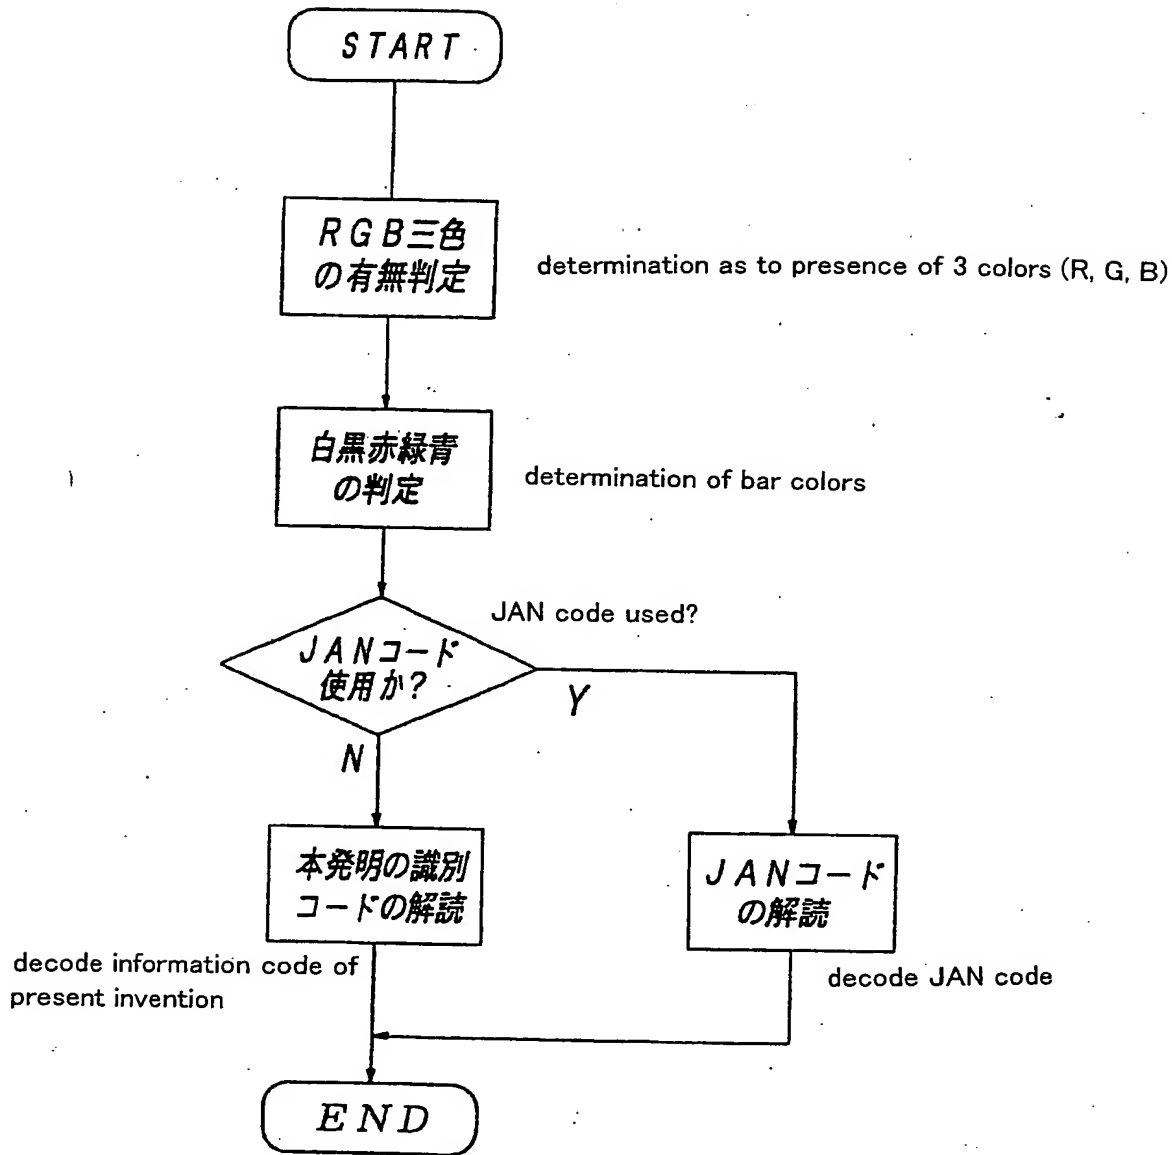 START
RGB三色
の有無判定
determination as to presence of 3 colors (R, G, B)
白黒赤緑青
の判定
determination of bar colors
JAN code used?
JANコード
使用か?
Y
N
本発明の識別
コードの解読
decode information code of
present invention
JANコード
の解読
decode JAN code
END